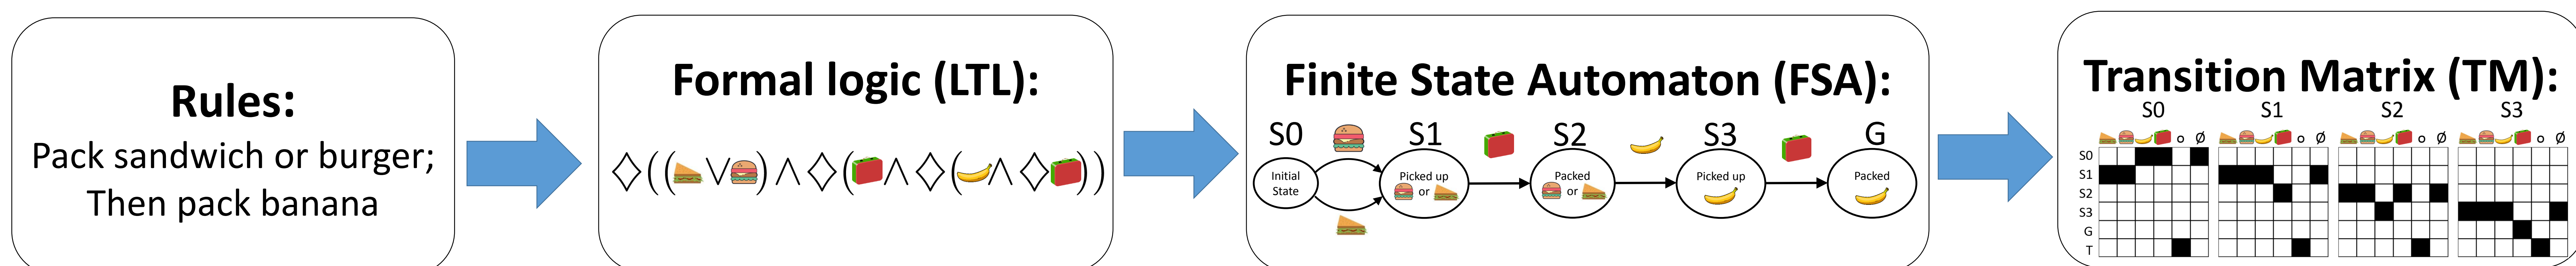 Rules:
Pack sandwich or burger;
Then pack banana
Formal logic (LTL):
◇((🥪∨🍔)∧◇(🧰∧◇(🍌∧◇🧰))
Finite State Automaton (FSA):
S0 S1 S2 S3 G
Initial
State
Picked up
or
Packed
or
Picked up
Packed
Transition Matrix (TM):
S0 S1 S2 S3
o Ø o Ø o Ø o Ø
S0
S1
S2
S3
G
T